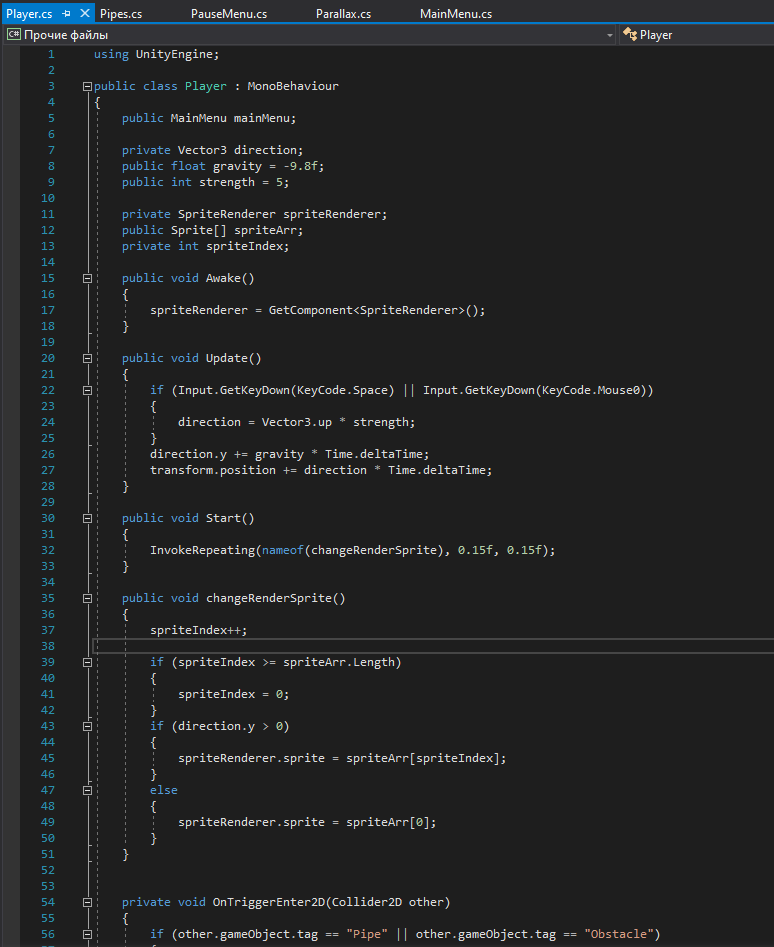 Player.cs Pipes.cs PauseMenu.cs Parallax.cs MainMenu.cs
C# Прочие файлы Player
1 using UnityEngine;
2
3 public class Player : MonoBehaviour
4 {
5 public MainMenu mainMenu;
6
7 private Vector3 direction;
8 public float gravity = -9.8f;
9 public int strength = 5;
10
11 private SpriteRenderer spriteRenderer;
12 public Sprite[] spriteArr;
13 private int spriteIndex;
14
15 public void Awake()
16 {
17 spriteRenderer = GetComponent<SpriteRenderer>();
18 }
19
20 public void Update()
21 {
22 if (Input.GetKeyDown(KeyCode.Space) || Input.GetKeyDown(KeyCode.Mouse0))
23 {
24 direction = Vector3.up * strength;
25 }
26 direction.y += gravity * Time.deltaTime;
27 transform.position += direction * Time.deltaTime;
28 }
29
30 public void Start()
31 {
32 InvokeRepeating(nameof(changeRenderSprite), 0.15f, 0.15f);
33 }
34
35 public void changeRenderSprite()
36 {
37 spriteIndex++;
38
39 if (spriteIndex >= spriteArr.Length)
40 {
41 spriteIndex = 0;
42 }
43 if (direction.y > 0)
44 {
45 spriteRenderer.sprite = spriteArr[spriteIndex];
46 }
47 else
48 {
49 spriteRenderer.sprite = spriteArr[0];
50 }
51 }
52
53
54 private void OnTriggerEnter2D(Collider2D other)
55 {
56 if (other.gameObject.tag == "Pipe" || other.gameObject.tag == "Obstacle")